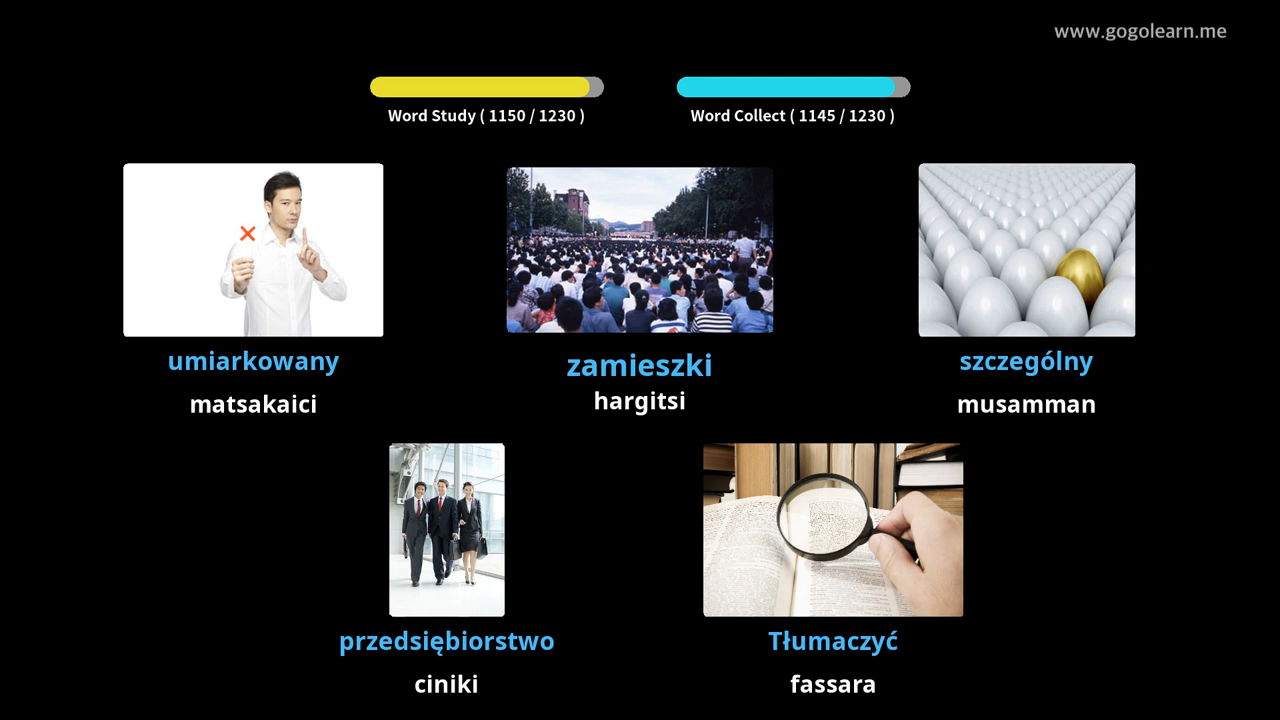 www.gogolearn.me
Word Study ( 1150 / 1230 )
Word Collect ( 1145 / 1230 )
umiarkowany
matsakaici
zamieszki
hargitsi
szczególny
musamman
przedsiębiorstwo
ciniki
Tłumaczyć
fassara